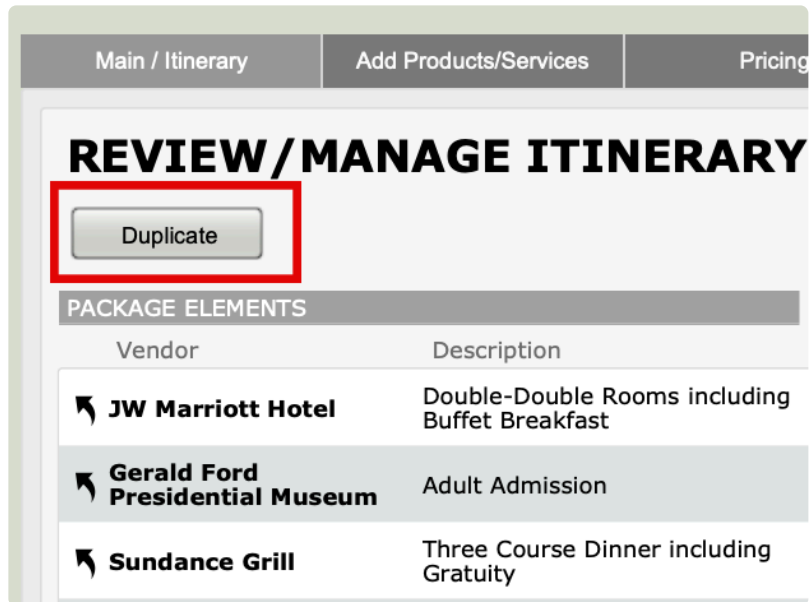 Main / Itinerary
Add Products/Services
Pricing
REVIEW/MANAGE ITINERARY
Duplicate
PACKAGE ELEMENTS
Vendor
Description
JW Marriott Hotel
Double-Double Rooms including
Buffet Breakfast
Gerald Ford
Presidential Museum
Adult Admission
Sundance Grill
Three Course Dinner including
Gratuity